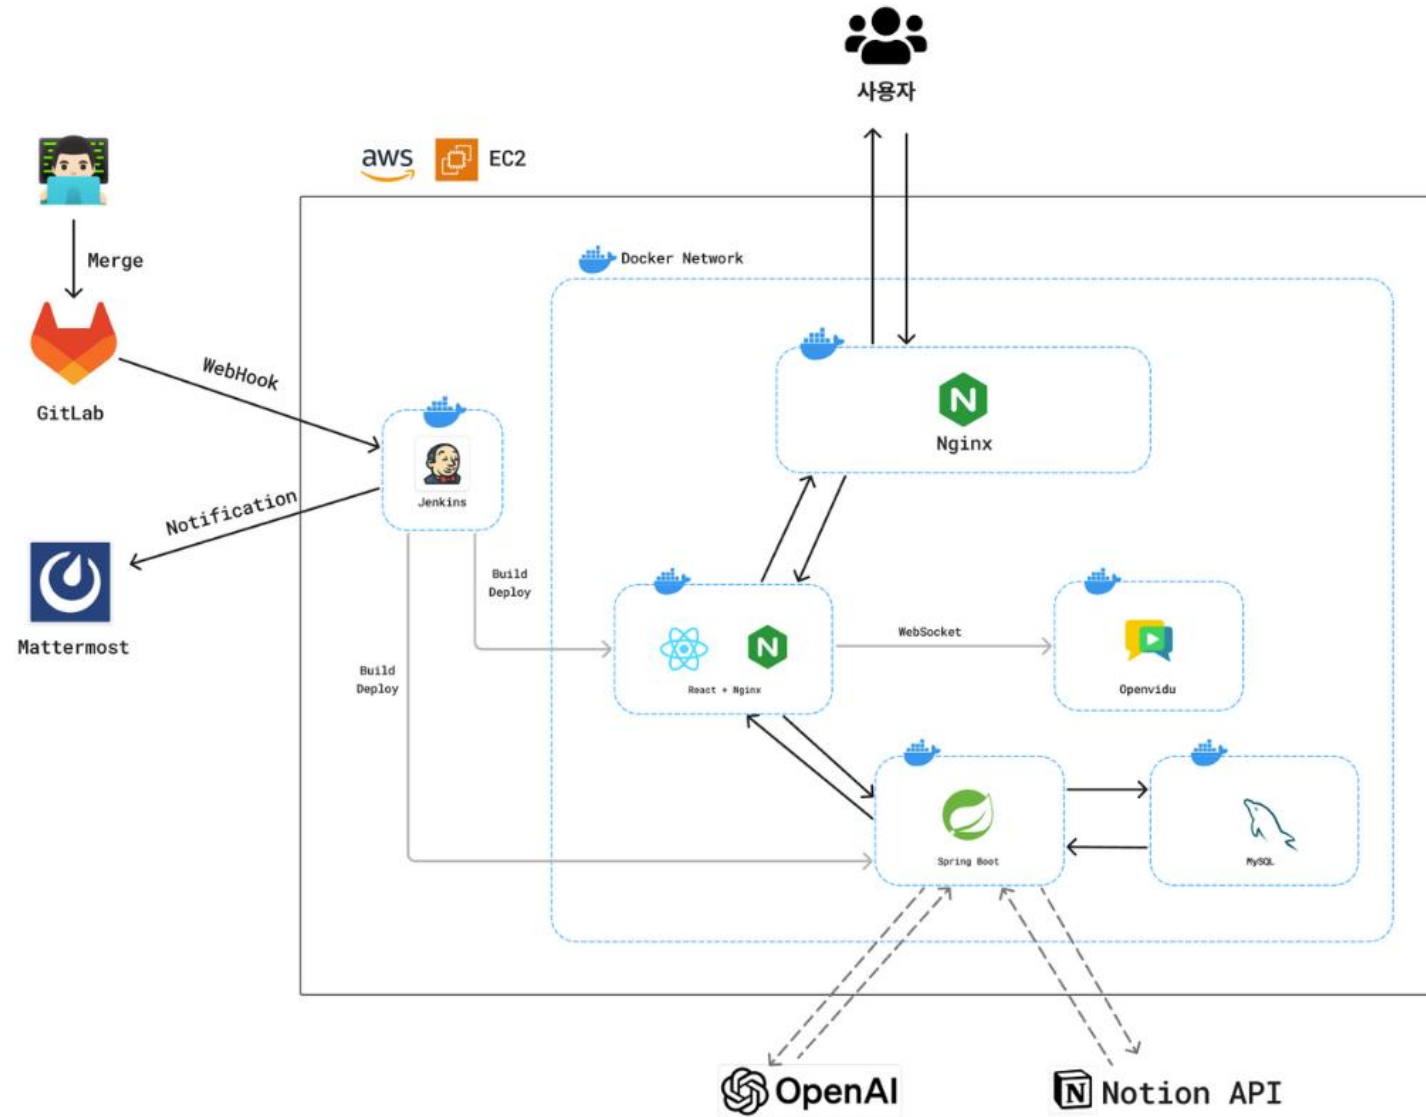 사용자
aws
EC2
Merge
Docker Network
WebHook
GitLab
Nginx
Jenkins
Notification
Build
Deploy
Mattermost
WebSocket
Build
Deploy
React + Nginx
Openvidu
Spring Boot
MySQL
OpenAI
Notion API